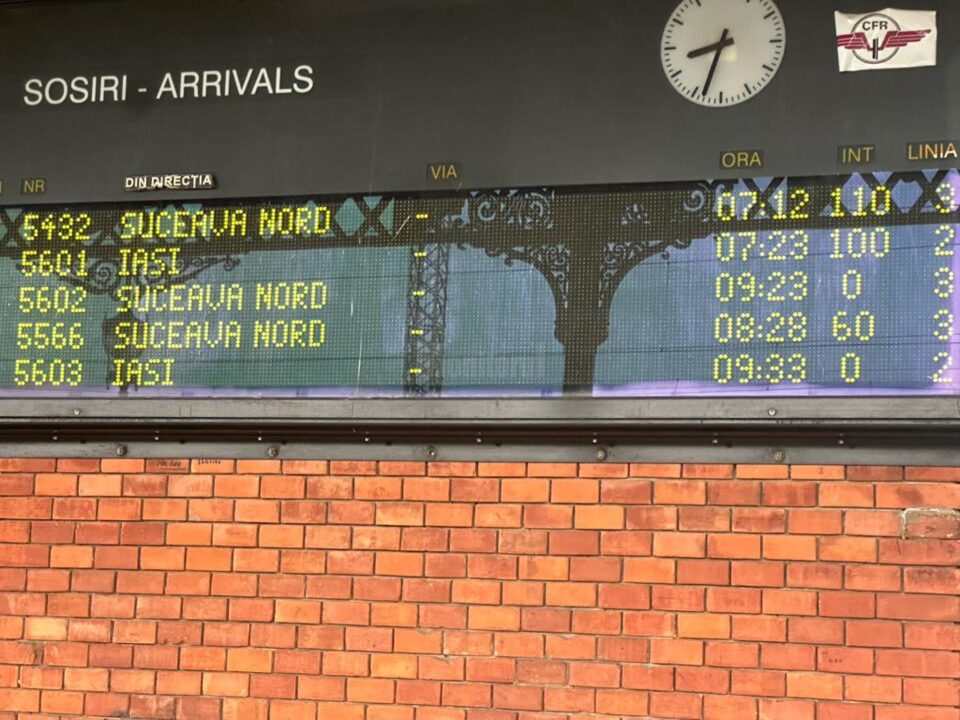 SOSIRI - ARRIVALS
CFR
NR DIN DIRECȚIA VIA ORA INT LINIA
5432 SUCEAVA NORD - 07:12 110 3
5601 IASI - 07:23 100 2
5602 SUCEAVA NORD - 09:23 0 3
5566 SUCEAVA NORD - 08:28 60 3
5603 IASI - 09:33 0 2